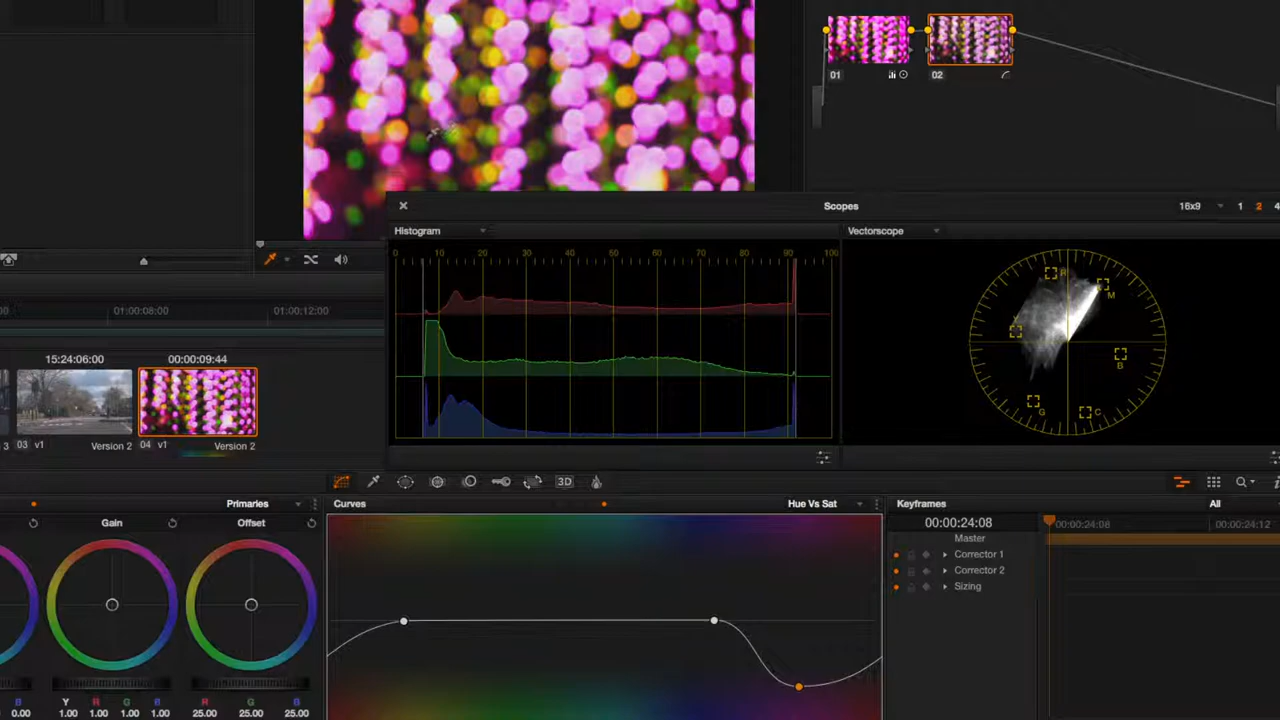 01
02
Scopes
16x9
1
2
4
Histogram
Vectorscope
0 10 20 30 40 50 60 70 80 90 100
R
M
B
C
G
Y
01:00:08:00
01:00:12:00
15:24:06:00
00:00:09:44
03 v1
Version 2
04 v1
Version 2
3D
Primaries
Curves
Hue Vs Sat
Keyframes
All
Gain
Offset
00:00:24:08
00:00:24:08
00:00:24:12
Master
Corrector 1
Corrector 2
Sizing
B
Y R G B
R G B
0.00
1.00 1.00 1.00 1.00
25.00 25.00 25.00